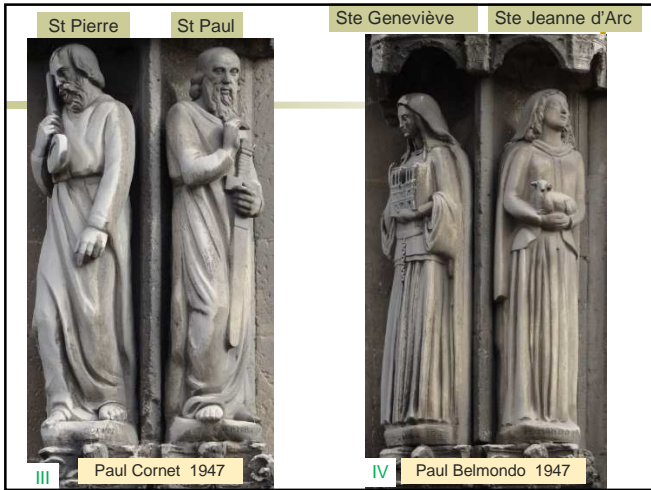 St Pierre
St Paul
Ste Geneviève
Ste Jeanne d'Arc
III
Paul Cornet 1947
IV
Paul Belmondo 1947